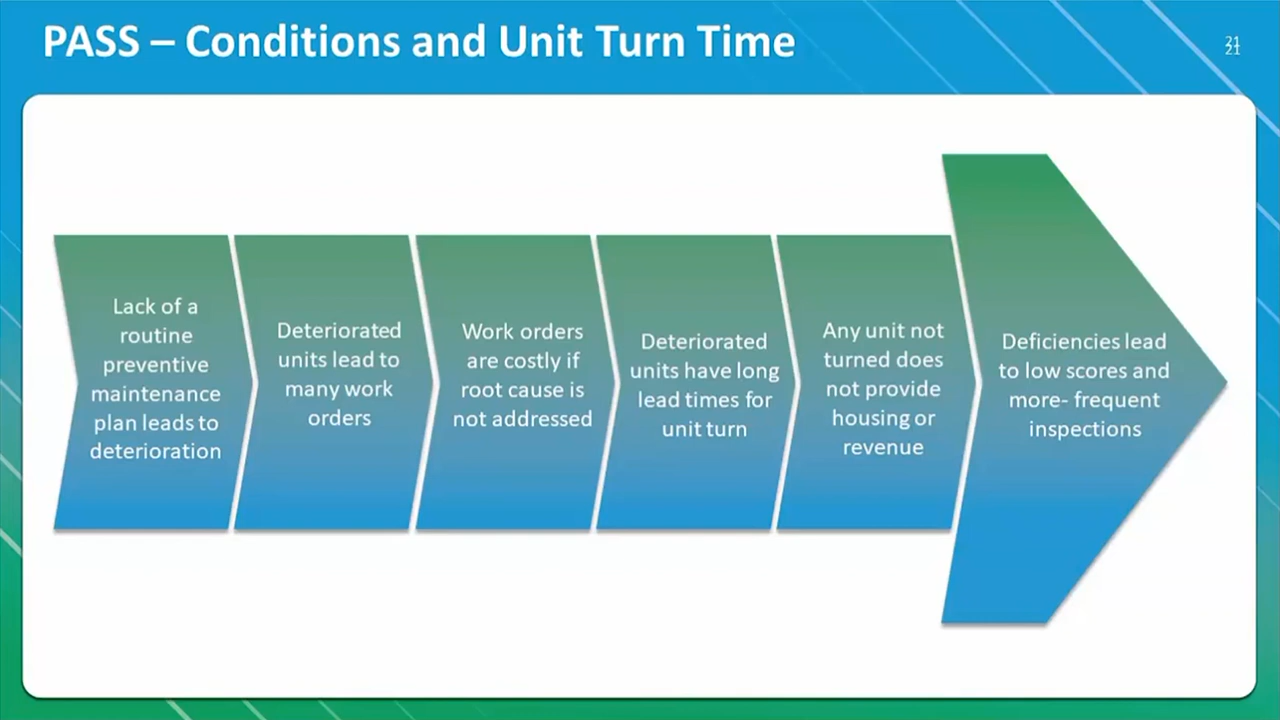 PASS – Conditions and Unit Turn Time
21
21
Lack of a
routine
preventive
maintenance
plan leads to
deterioration
Deteriorated
units lead to
many work
orders
Work orders
are costly if
root cause is
not addressed
Deteriorated
units have long
lead times for
unit turn
Any unit not
turned does
not provide
housing or
revenue
Deficiencies lead
to low scores and
more- frequent
inspections